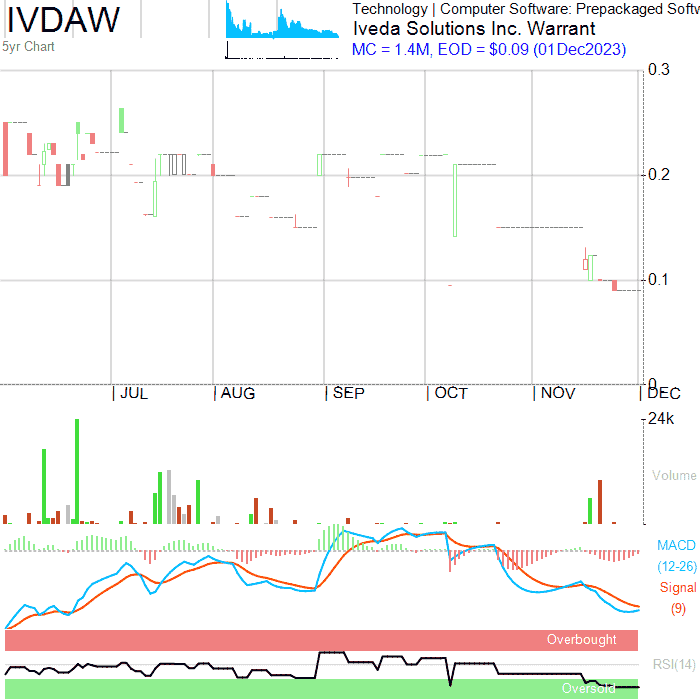 IVDAW
5yr Chart
Technology | Computer Software: Prepackaged Softw
Iveda Solutions Inc. Warrant
MC = 1.4M, EOD = $0.09 (01Dec2023)
0.3
0.2
0.1
0
JUL AUG SEP OCT NOV DEC
24k
Volume
MACD
(12-26)
Signal
(9)
Overbought
RSI(14)
Oversold